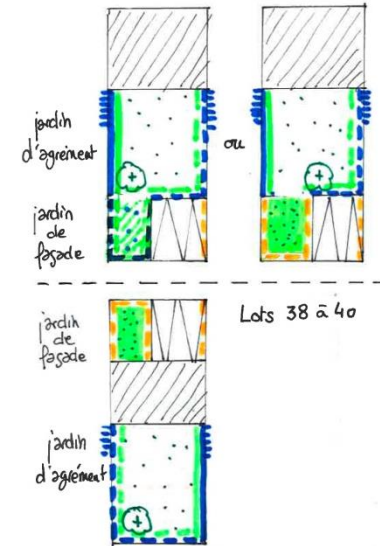 jardin
d'agrément
ou
jardin
de
façade
Lots 38 à 40
jardin
de
façade
jardin
d'agrément